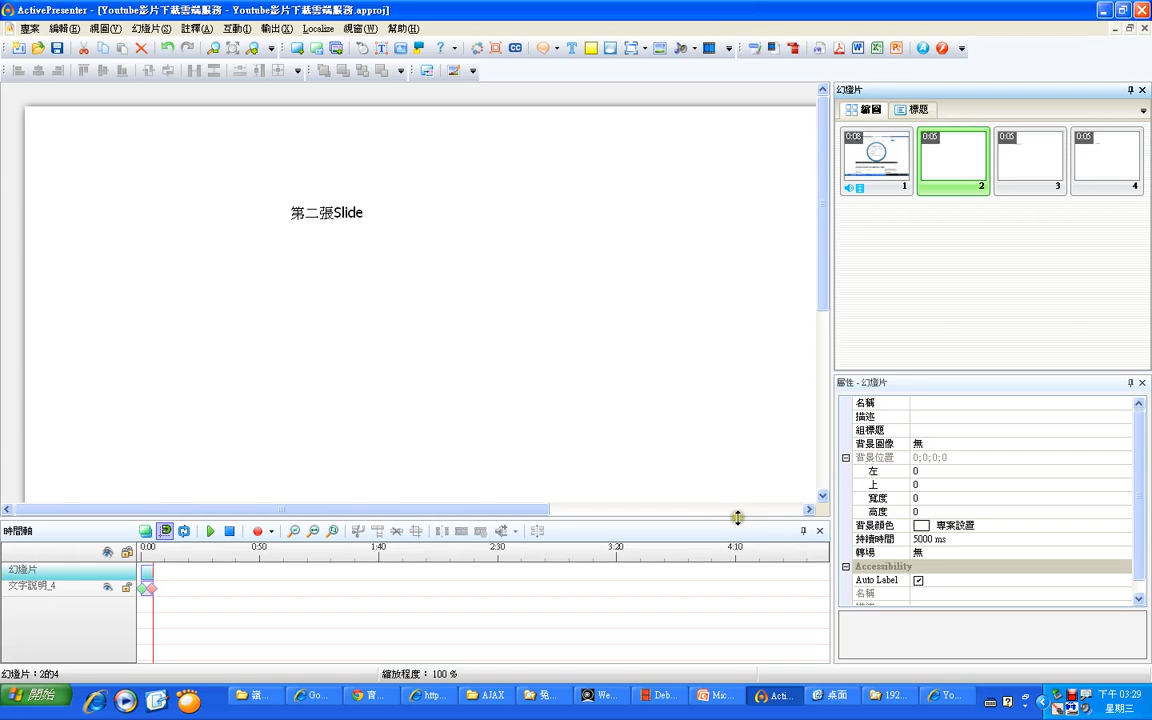 ActivePresenter - [Youtube影片下載雲端服務 - Youtube影片下載雲端服務.approj]
專案 編輯(E) 視圖(V) 幻燈片(S) 註釋(A) 互動(I) 輸出(X) Localize 視窗(W) 幫助(H)
幻燈片
縮圖 標題
0:08 0:05 0:05 0:05
1 2 3 4
第二張Slide
屬性 - 幻燈片
名稱
描述
組標題
背景圖像 無
背景位置 0;0;0;0
左 0
上 0
寬度 0
高度 0
背景顏色 專案設置
持續時間 5000 ms
轉場 無
Accessibility
Auto Label
名稱
時間軸
0:00 0:50 1:40 2:30 3:20 4:10
幻燈片
文字說明_4
幻燈片：2的4 縮放程度： 100 %
開始 Go... http... AJAX We... Deb... Mic... Acti... 桌面 192... Yo... 下午 03:29
星期三